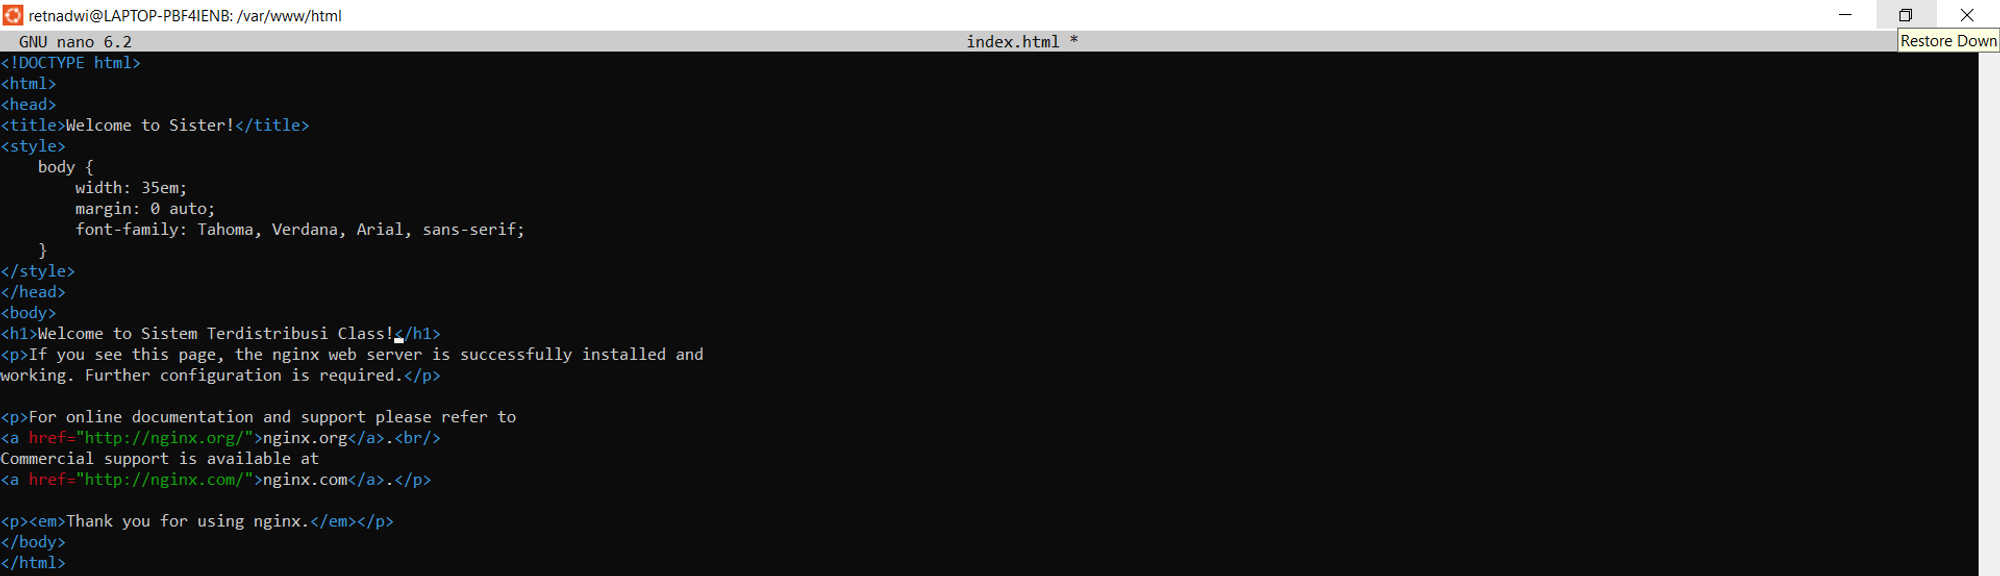 retnadwi@LAPTOP-PBF4IENB: /var/www/html
GNU nano 6.2 index.html *
Restore Down
<!DOCTYPE html>
<html>
<head>
<title>Welcome to Sister!</title>
<style>
    body {
        width: 35em;
        margin: 0 auto;
        font-family: Tahoma, Verdana, Arial, sans-serif;
    }
</style>
</head>
<body>
<h1>Welcome to Sistem Terdistribusi Class!</h1>
<p>If you see this page, the nginx web server is successfully installed and
working. Further configuration is required.</p>

<p>For online documentation and support please refer to
<a href="http://nginx.org/">nginx.org</a>.<br/>
Commercial support is available at
<a href="http://nginx.com/">nginx.com</a>.</p>

<p><em>Thank you for using nginx.</em></p>
</body>
</html>